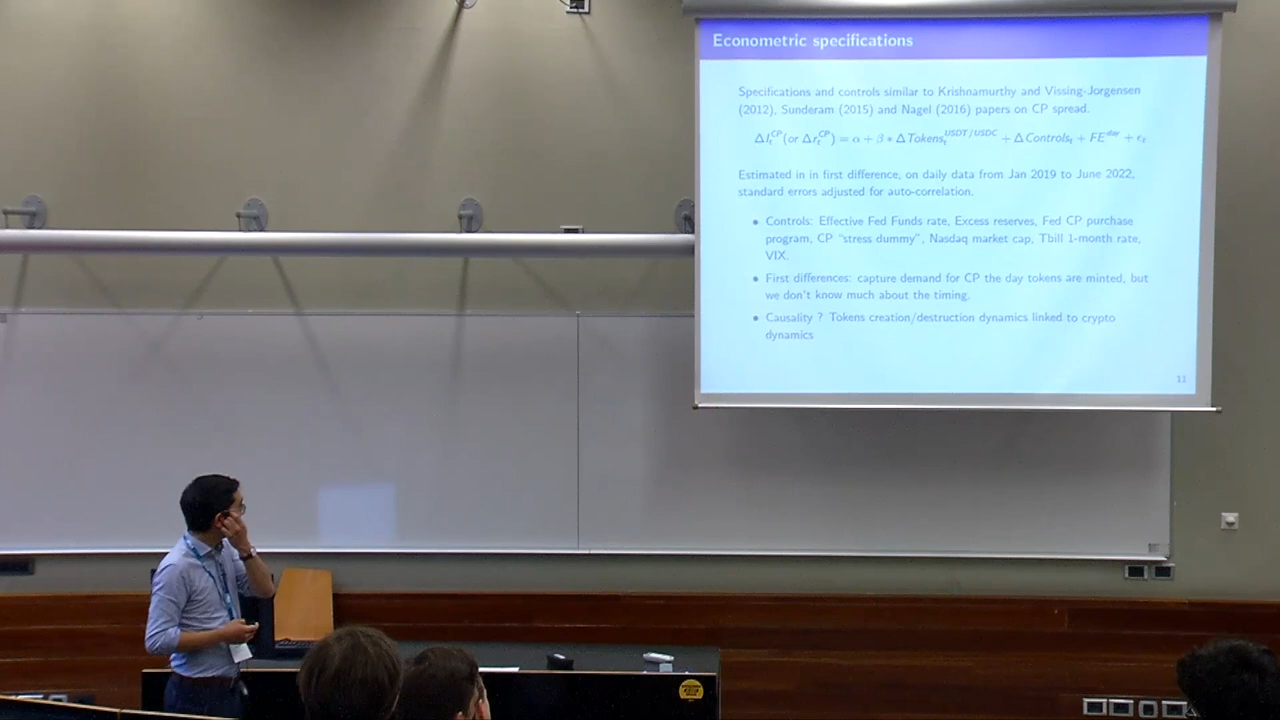 Econometric specifications
Specifications and controls similar to Krishnamurthy and Vissing-Jorgensen
(2012), Sunderam (2015) and Nagel (2016) papers on CP spread.
ΔI_t^CP (or Δr_t^CP) = α + β * ΔTokens_t^USDT/USDC + ΔControls_t + FE^day + ϵ_t
Estimated in in first difference, on daily data from Jan 2019 to June 2022,
standard errors adjusted for auto-correlation.
• Controls: Effective Fed Funds rate, Excess reserves, Fed CP purchase
program, CP "stress dummy", Nasdaq market cap, Tbill 1-month rate,
VIX.
• First differences: capture demand for CP the day tokens are minted, but
we don't know much about the timing.
• Causality ? Tokens creation/destruction dynamics linked to crypto
dynamics
11